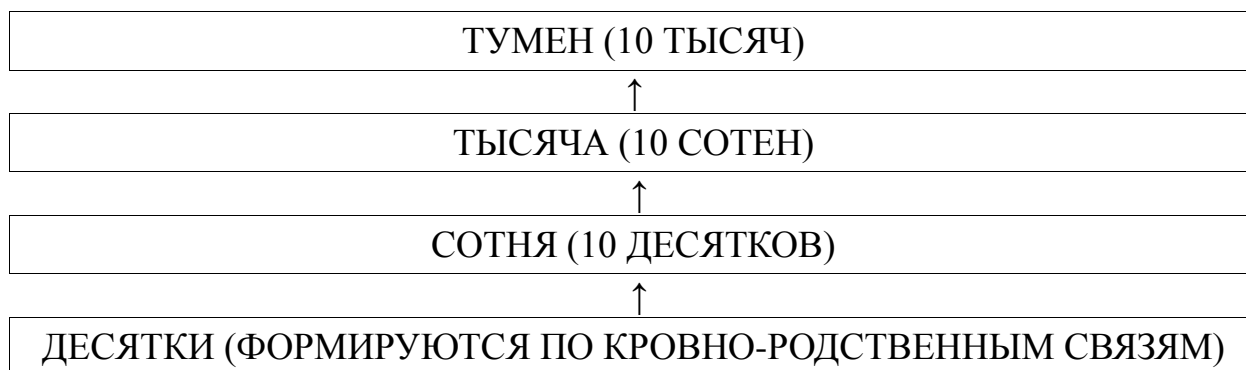 ТУМЕН (10 ТЫСЯЧ)
↑
ТЫСЯЧА (10 СОТЕН)
↑
СОТНЯ (10 ДЕСЯТКОВ)
↑
ДЕСЯТКИ (ФОРМИРУЮТСЯ ПО КРОВНО-РОДСТВЕННЫМ СВЯЗЯМ)